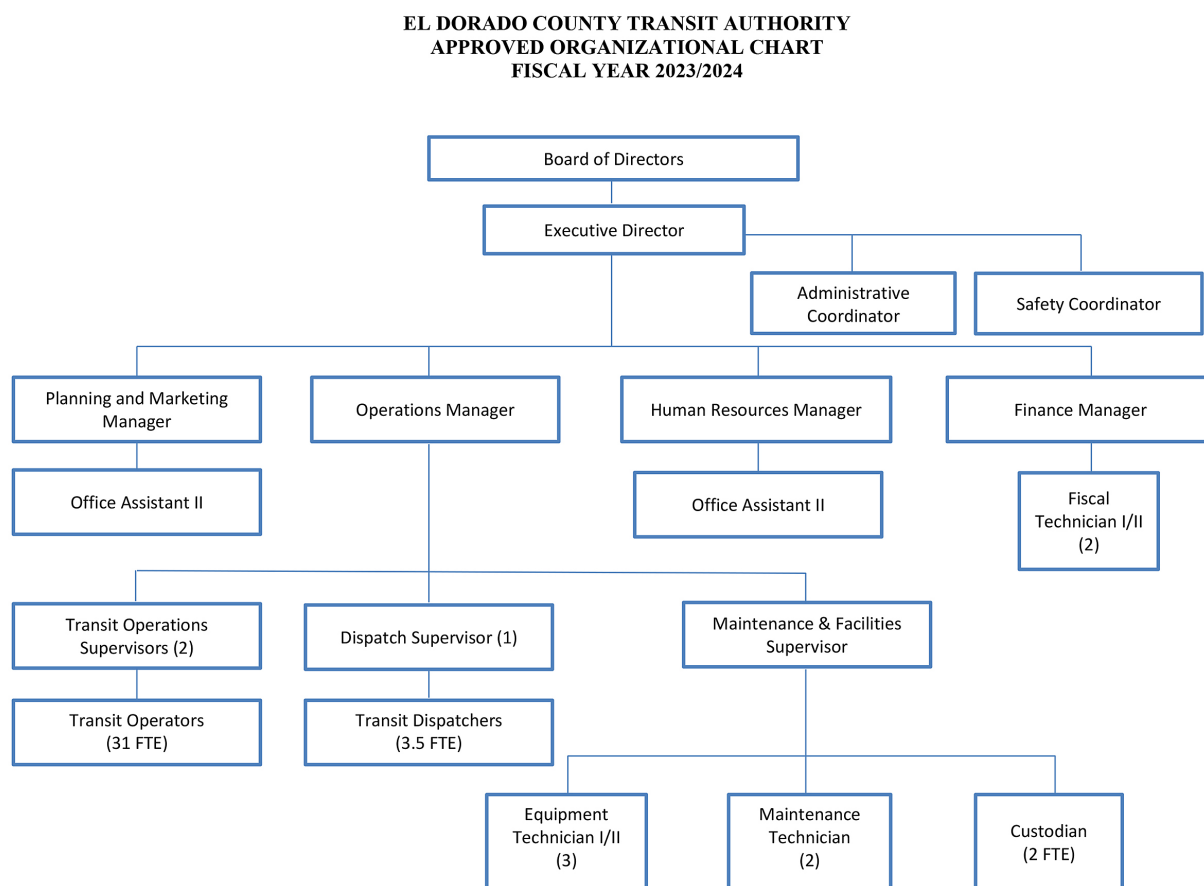 EL DORADO COUNTY TRANSIT AUTHORITY
APPROVED ORGANIZATIONAL CHART
FISCAL YEAR 2023/2024
Board of Directors
Executive Director
Administrative
Coordinator
Safety Coordinator
Planning and Marketing
Manager
Operations Manager
Human Resources Manager
Finance Manager
Office Assistant II
Office Assistant II
Fiscal
Technician I/II
(2)
Transit Operations
Supervisors (2)
Dispatch Supervisor (1)
Maintenance & Facilities
Supervisor
Transit Operators
(31 FTE)
Transit Dispatchers
(3.5 FTE)
Equipment
Technician I/II
(3)
Maintenance
Technician
(2)
Custodian
(2 FTE)